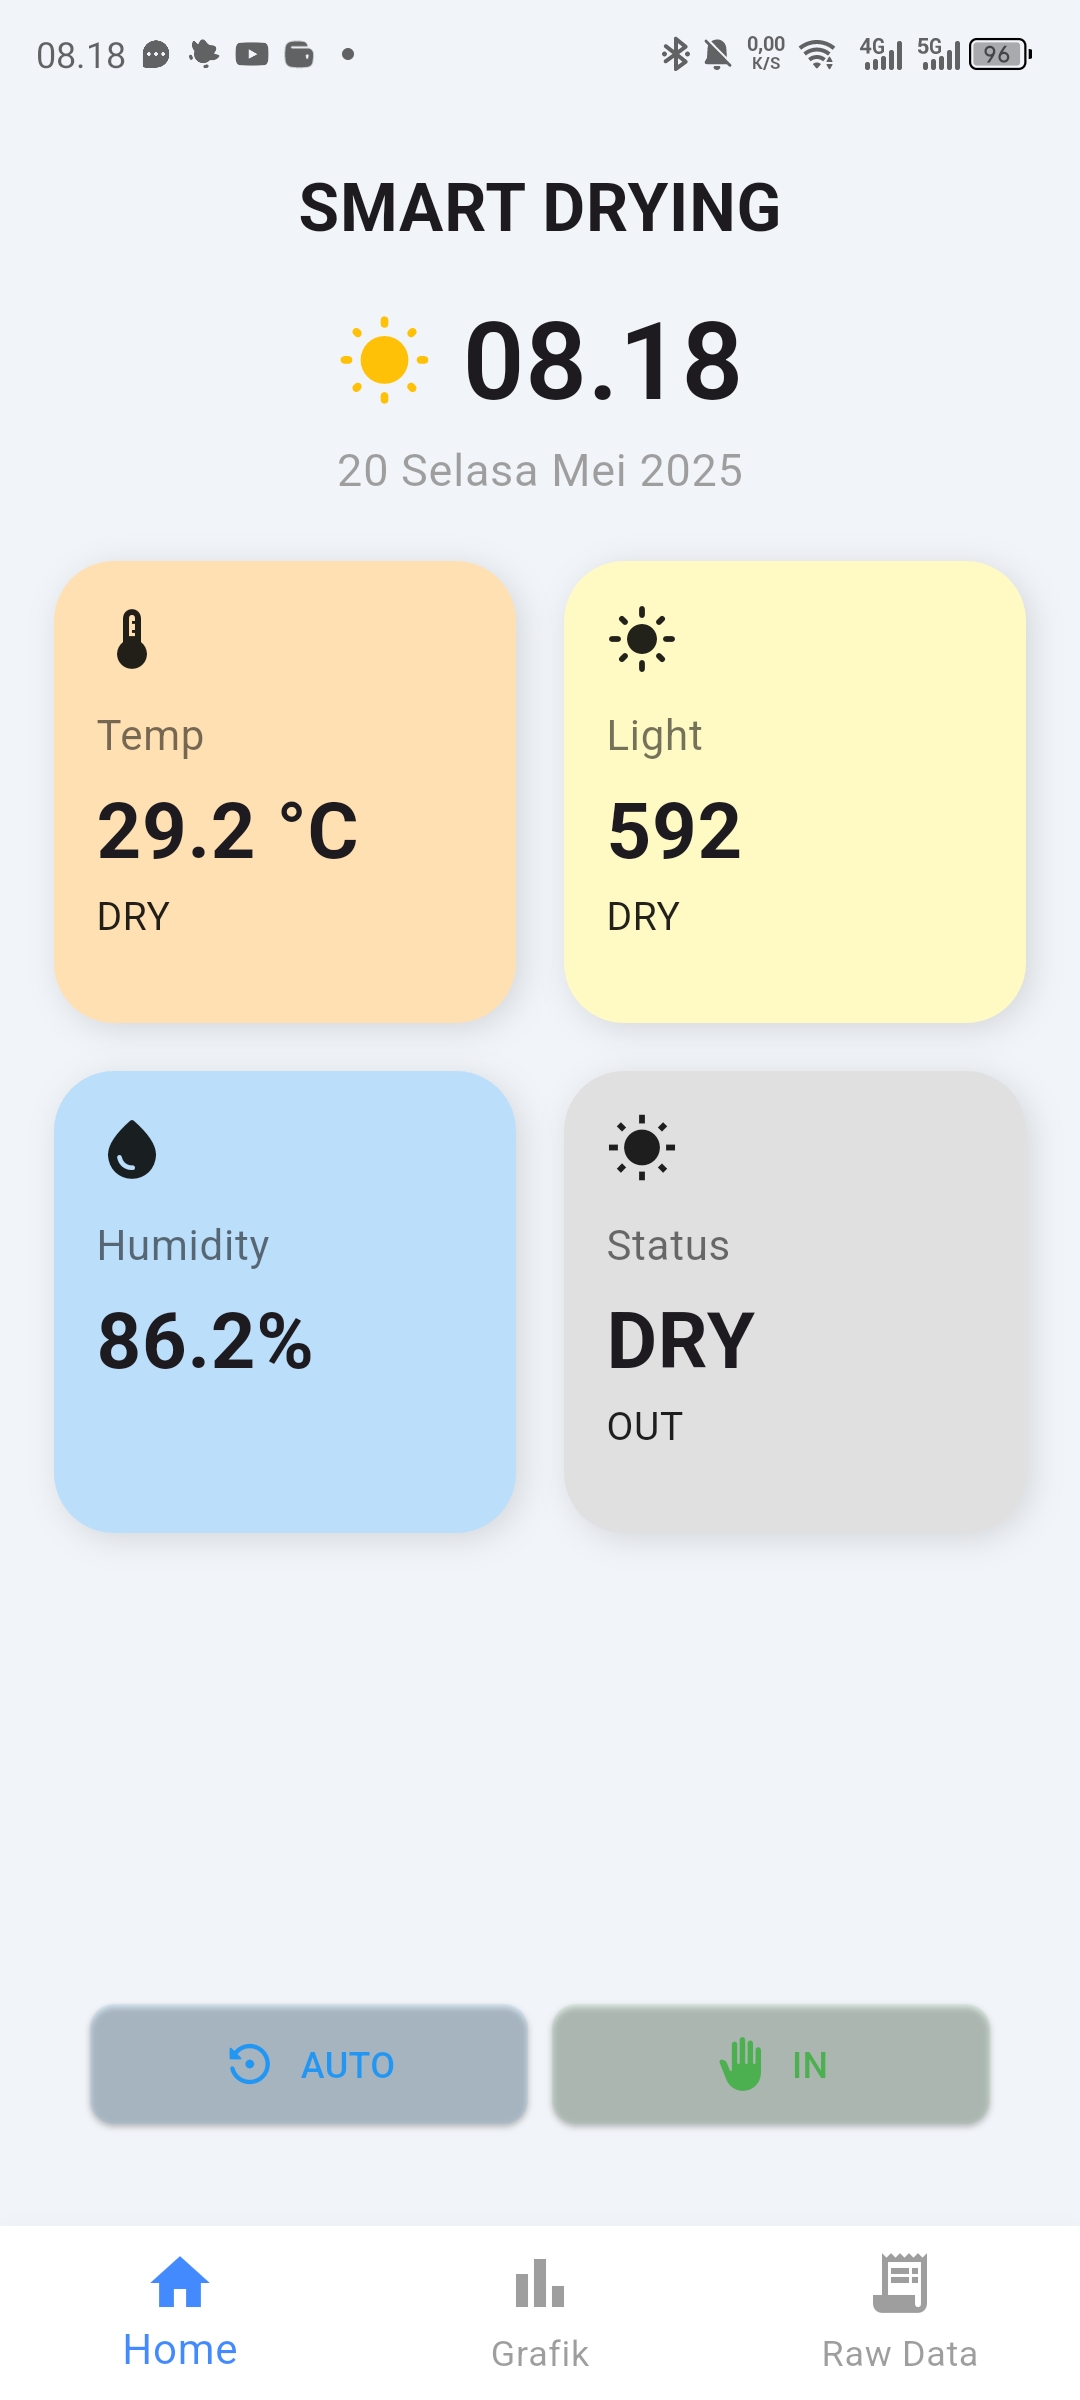 08.18
0,00
K/S
4G
5G
96
SMART DRYING
08.18
20 Selasa Mei 2025
Temp
29.2 °C
DRY
Light
592
DRY
Humidity
86.2%
Status
DRY
OUT
AUTO
IN
Home
Grafik
Raw Data